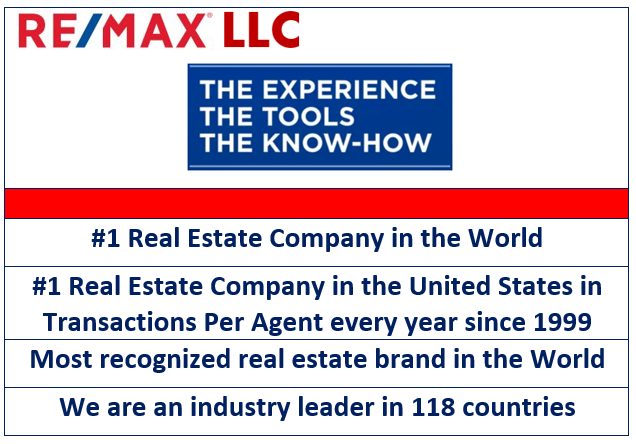 RE/MAX® LLC
THE EXPERIENCE
THE TOOLS
THE KNOW-HOW
#1 Real Estate Company in the World
#1 Real Estate Company in the United States in
Transactions Per Agent every year since 1999
Most recognized real estate brand in the World
We are an industry leader in 118 countries